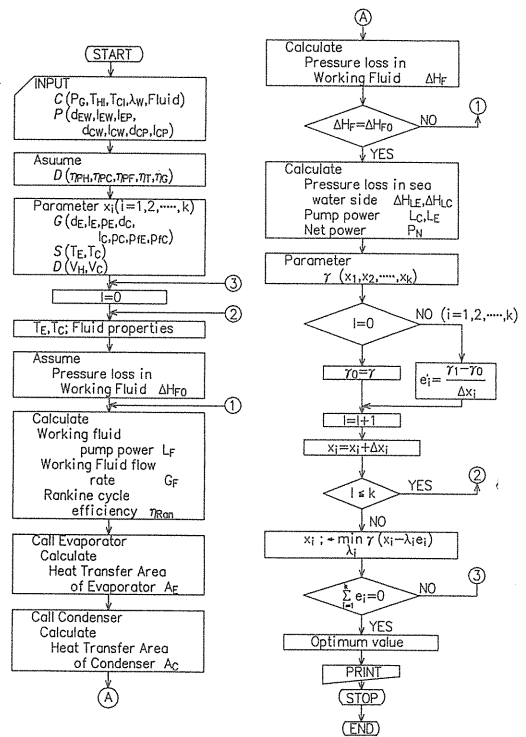 START
INPUT
C (PG,THI,TCI,λW,Fluid)
P (dEW,lEW,lEP,
dCW,lCW,dCP,lCP)
Asuume
D (ηPH,ηPC,ηPF,ηT,ηG)
Parameter xi(i=1,2,·····,k)
G (dE,lE,pE,dC,
lC,pC,pfE,pfC)
S (TE,TC)
D (VH,VC)
③
I=0
②
TE,TC; Fluid properties
Assume
Pressure loss in
Working Fluid ΔHFO
①
Calculate
Working fluid
pump power LF
Working Fluid flow
rate GF
Rankine cycle
efficiency ηRan
Call Evaporator
Calculate
Heat Transfer Area
of Evaporator AE
Call Condenser
Calculate
Heat Transfer Area
of Condenser AC
A
A
Calculate
Pressure loss in
Working Fluid ΔHF
ΔHF=ΔHFO
NO
①
YES
Calculate
Pressure loss in sea
water side ΔHLE,ΔHLC
Pump power LC,LE
Net power PN
Parameter
γ (x1,x2,·····,xk)
I=0
NO (i=1,2,·····,k)
γ0=γ
e'i= γ1−γ0 / Δxi
I=I+1
xi=xi+Δxi
I ≤ k
YES
②
NO
xi ; + min γ (xi−λiei)
λi
k
Σ ei=0
i=1
NO
③
YES
Optimum value
PRINT
STOP
END